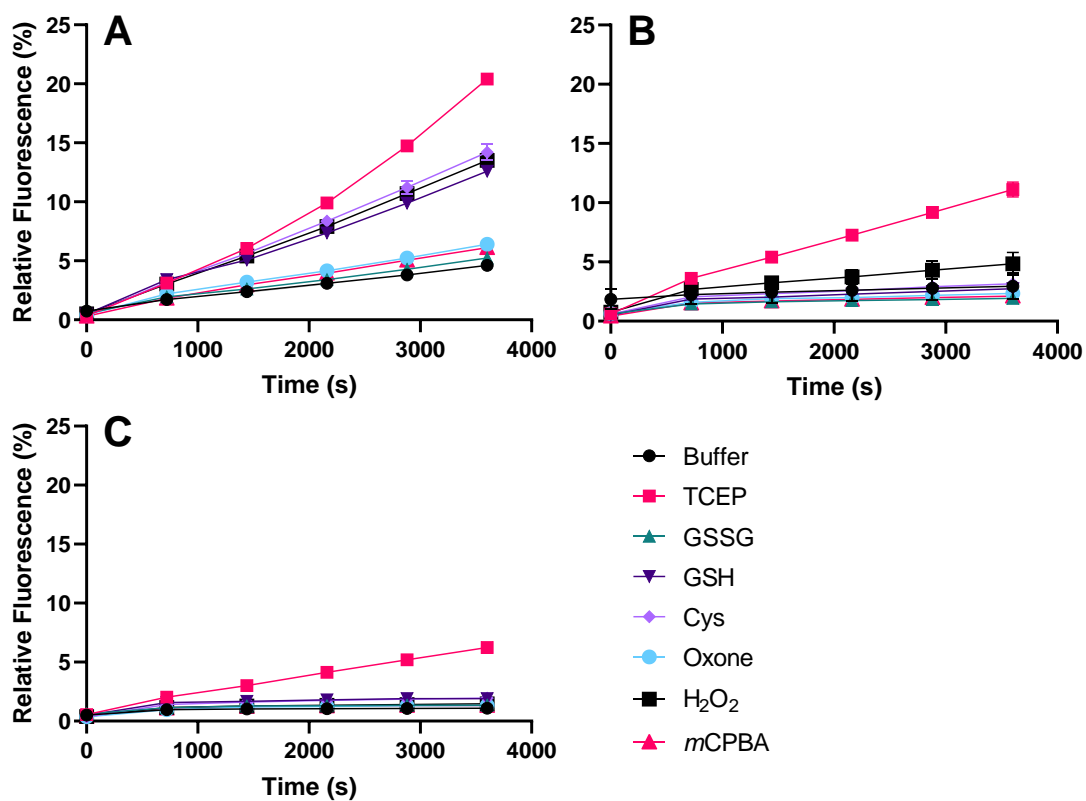 A
B
Relative Fluorescence (%)
25
20
15
10
5
0
0 1000 2000 3000 4000
Time (s)
Relative Fluorescence (%)
25
20
15
10
5
0
0 1000 2000 3000 4000
Time (s)
C
Relative Fluorescence (%)
25
20
15
10
5
0
0 1000 2000 3000 4000
Time (s)
Buffer
TCEP
GSSG
GSH
Cys
Oxone
H₂O₂
mCPBA